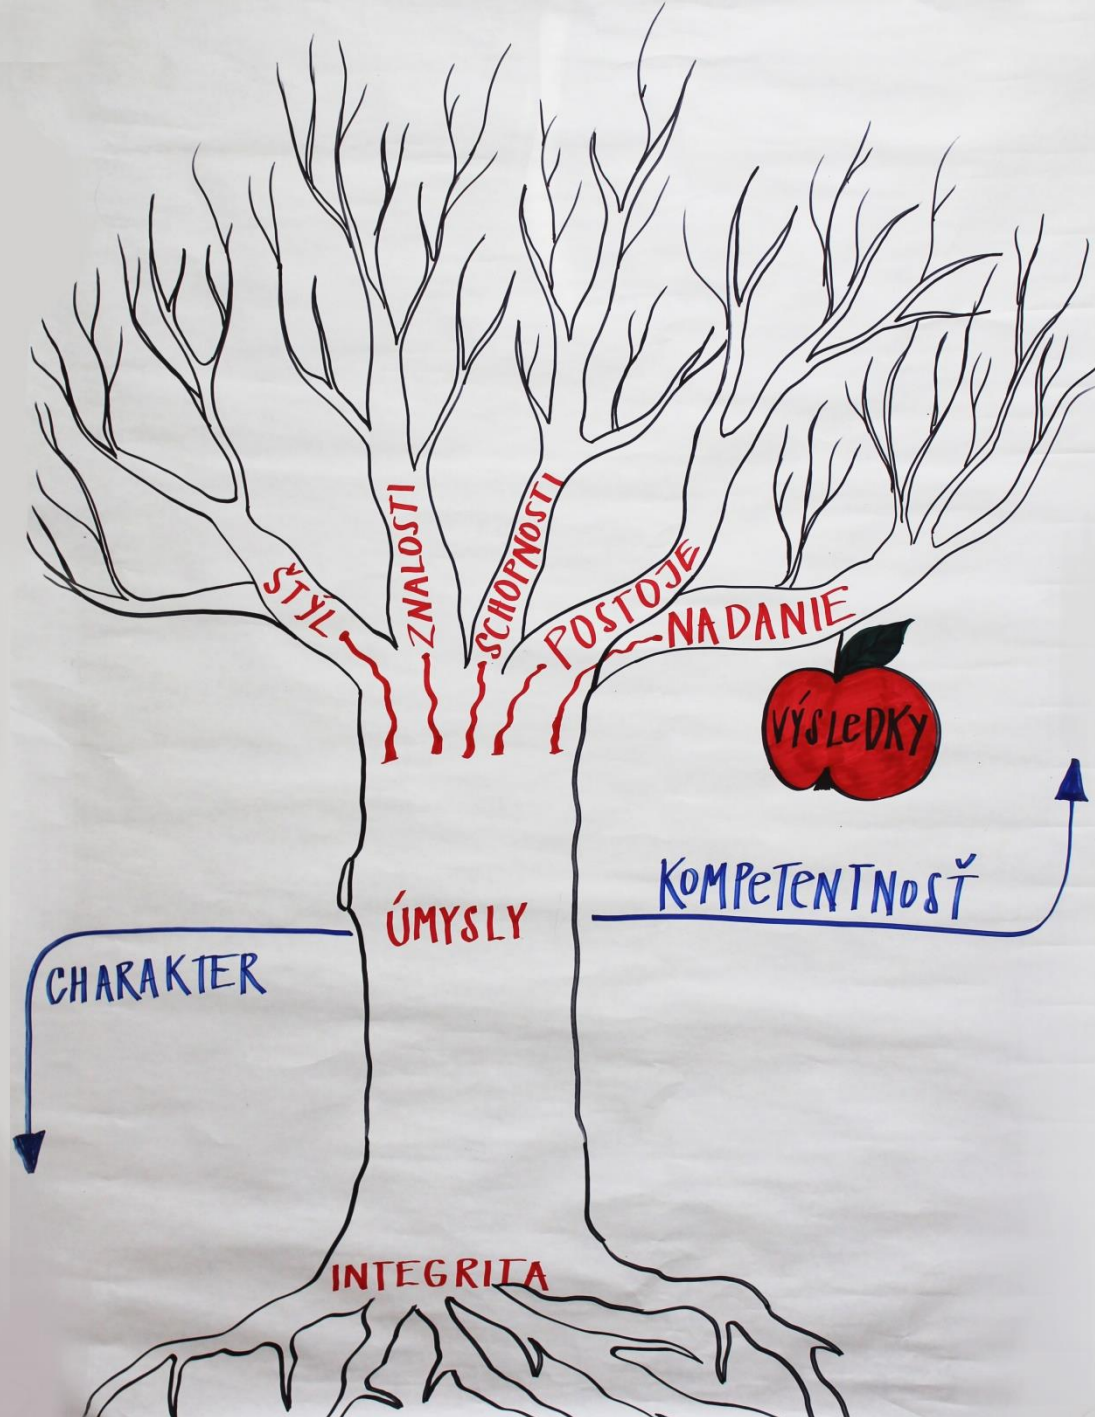 ŠTÝL
ZNALOSTI
SCHOPNOSTI
POSTOJE
NADANIE
VÝSLeDKY
KOMPeTeNTNOSŤ
ÚMYSLY
CHARAKTER
INTEGRITA